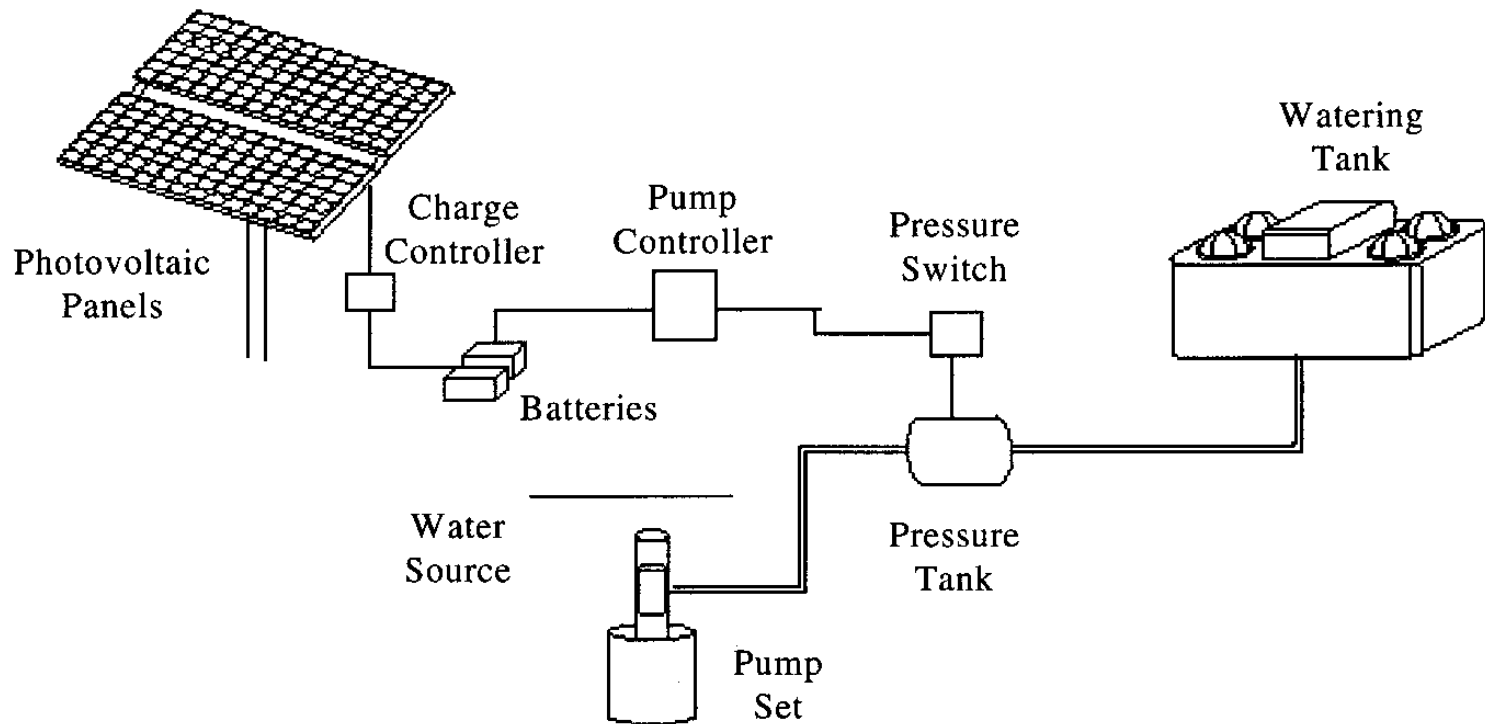 Watering
Tank
Charge
Controller
Pump
Controller
Pressure
Switch
Photovoltaic
Panels
Batteries
Water
Source
Pressure
Tank
Pump
Set